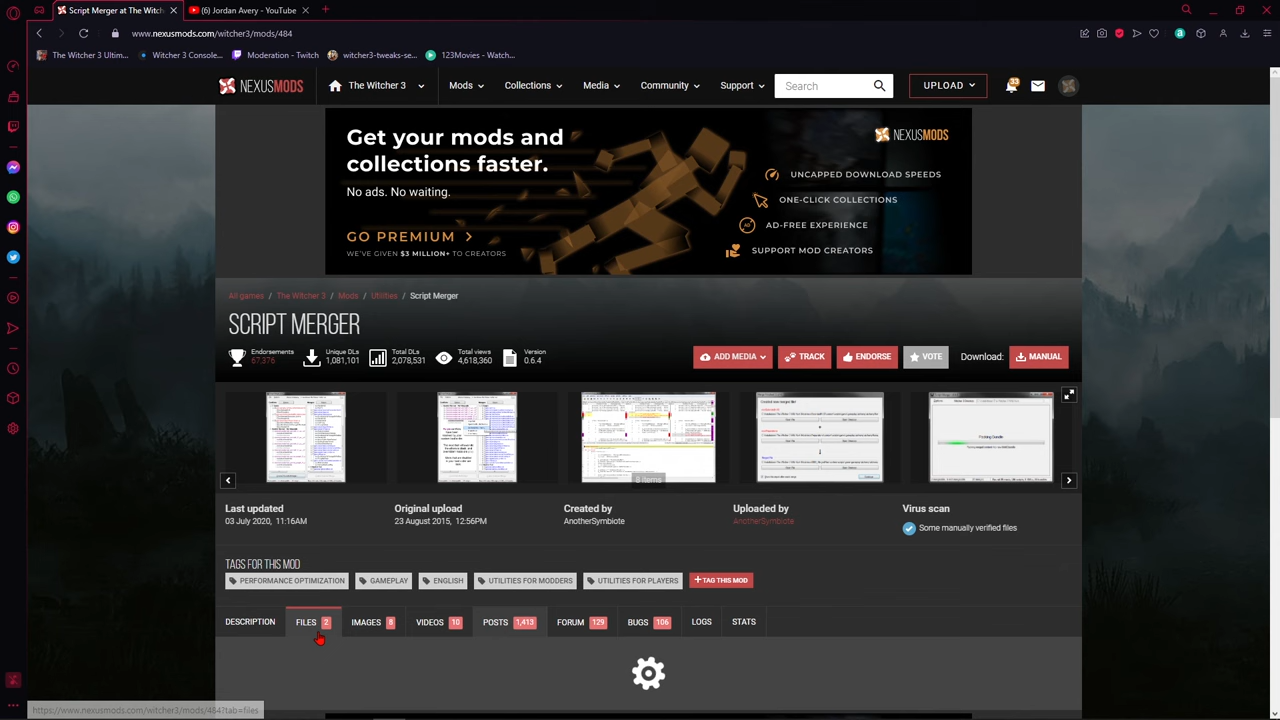 Script Merger at The Witch
(6) Jordan Avery - YouTube
www.nexusmods.com/witcher3/mods/484
The Witcher 3 Ultim...
Witcher 3 Console...
Moderation - Twitch
witcher3-tweaks-se...
123Movies - Watch...
NEXUSMODS
The Witcher 3
Mods
Collections
Media
Community
Support
Search
UPLOAD
33
Get your mods and
collections faster.
No ads. No waiting.
GO PREMIUM
WE'VE GIVEN $3 MILLION+ TO CREATORS
NEXUSMODS
UNCAPPED DOWNLOAD SPEEDS
ONE-CLICK COLLECTIONS
AD-FREE EXPERIENCE
SUPPORT MOD CREATORS
All games / The Witcher 3 / Mods / Utilities / Script Merger
SCRIPT MERGER
Endorsements
67,376
Unique DLs
1,081,101
Total DLs
2,078,531
Total views
4,618,360
Version
0.6.4
ADD MEDIA
TRACK
ENDORSE
VOTE
Download:
MANUAL
8 items
Last updated
03 July 2020, 11:16AM
Original upload
23 August 2015, 12:56PM
Created by
AnotherSymbiote
Uploaded by
AnotherSymbiote
Virus scan
Some manually verified files
TAGS FOR THIS MOD
PERFORMANCE OPTIMIZATION
GAMEPLAY
ENGLISH
UTILITIES FOR MODDERS
UTILITIES FOR PLAYERS
+TAG THIS MOD
DESCRIPTION
FILES 2
IMAGES 8
VIDEOS 10
POSTS 1,413
FORUM 129
BUGS 106
LOGS
STATS
https://www.nexusmods.com/witcher3/mods/484?tab=files